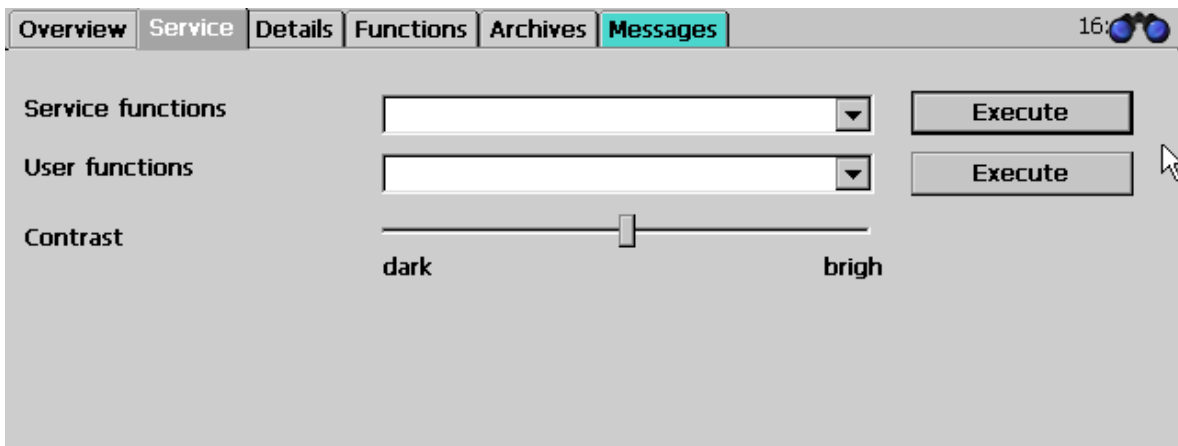 Overview Service Details Functions Archives Messages 16:
Service functions Execute
User functions Execute
Contrast
dark brigh